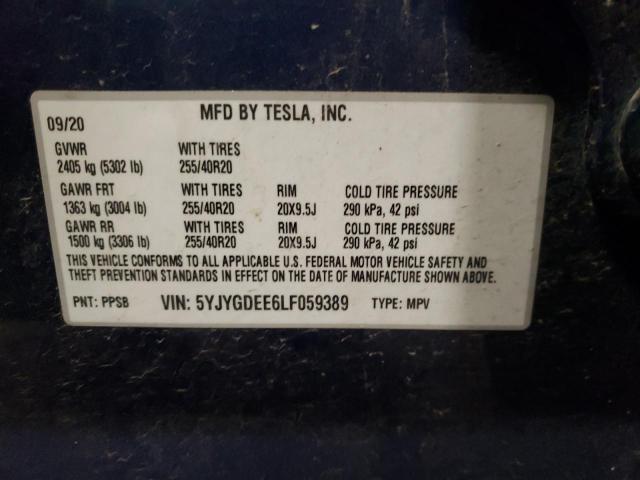 MFD BY TESLA, INC.
09/20
GVWR WITH TIRES
2405 kg (5302 lb) 255/40R20
GAWR FRT WITH TIRES RIM COLD TIRE PRESSURE
1363 kg (3004 lb) 255/40R20 20X9.5J 290 kPa, 42 psi
GAWR RR WITH TIRES RIM COLD TIRE PRESSURE
1500 kg (3306 lb) 255/40R20 20X9.5J 290 kPa, 42 psi
THIS VEHICLE CONFORMS TO ALL APPLICABLE U.S. FEDERAL MOTOR VEHICLE SAFETY AND
THEFT PREVENTION STANDARDS IN EFFECT ON THE DATE OF MANUFACTURE SHOWN ABOVE.
PNT: PPSB VIN: 5YJYGDEE6LF059389 TYPE: MPV